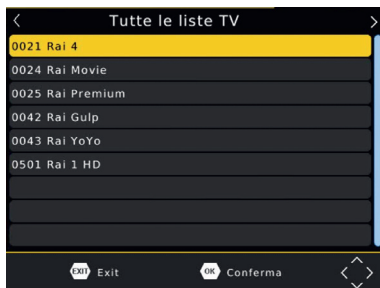 Tutte le liste TV
0021 Rai 4
0024 Rai Movie
0025 Rai Premium
0042 Rai Gulp
0043 Rai YoYo
0501 Rai 1 HD
EXIT Exit OK Conferma